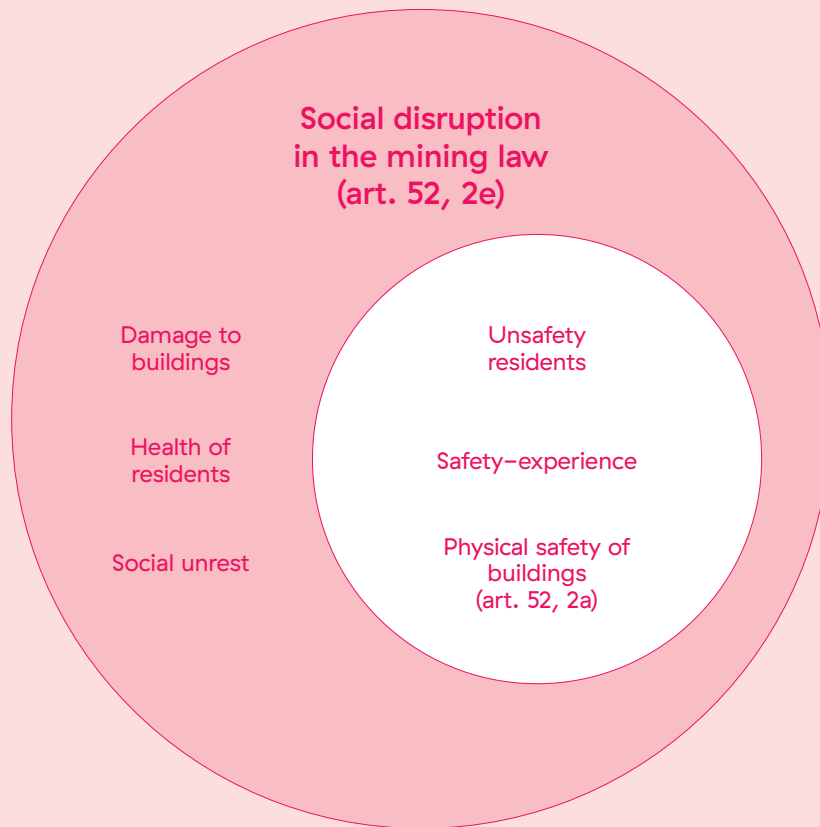 Social disruption
in the mining law
(art. 52, 2e)
Damage to
buildings
Health of
residents
Social unrest
Unsafety
residents
Safety–experience
Physical safety of
buildings
(art. 52, 2a)